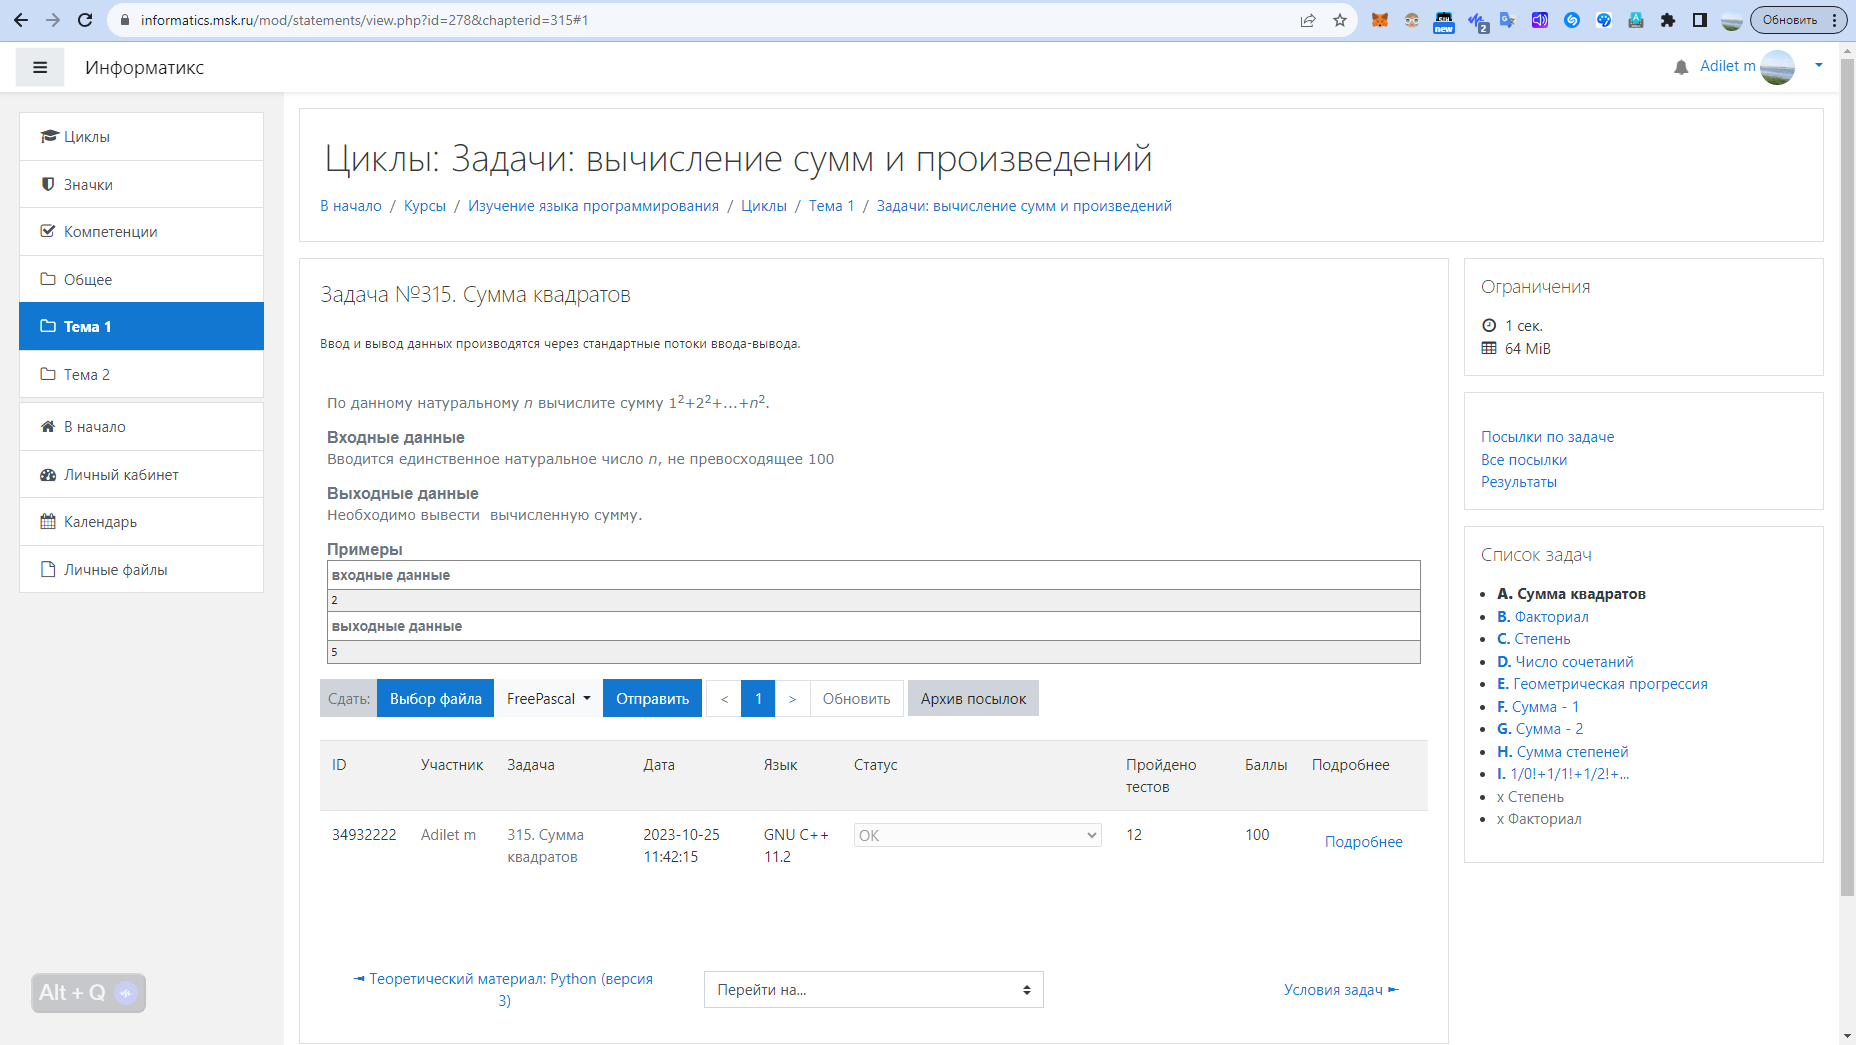 informatics.msk.ru/mod/statements/view.php?id=278&chapterid=315#1
new
2
Обновить
Информатикс
Adilet m
Циклы
Значки
Компетенции
Общее
Тема 1
Тема 2
В начало
Личный кабинет
Календарь
Личные файлы
Циклы: Задачи: вычисление сумм и произведений
В начало / Курсы / Изучение языка программирования / Циклы / Тема 1 / Задачи: вычисление сумм и произведений
Задача №315. Сумма квадратов
Ввод и вывод данных производятся через стандартные потоки ввода-вывода.
По данному натуральному n вычислите сумму 1²+2²+...+n².
Входные данные
Вводится единственное натуральное число n, не превосходящее 100
Выходные данные
Необходимо вывести вычисленную сумму.
Примеры
входные данные
2
выходные данные
5
Сдать: Выбор файла FreePascal Отправить < 1 > Обновить Архив посылок
ID Участник Задача Дата Язык Статус Пройдено тестов Баллы Подробнее
34932222 Adilet m 315. Сумма квадратов 2023-10-25 11:42:15 GNU C++ 11.2 OK 12 100 Подробнее
Теоретический материал: Python (версия 3)
Перейти на...
Условия задач
Ограничения
1 сек.
64 MiB
Посылки по задаче
Все посылки
Результаты
Список задач
A. Сумма квадратов
B. Факториал
C. Степень
D. Число сочетаний
E. Геометрическая прогрессия
F. Сумма - 1
G. Сумма - 2
H. Сумма степеней
I. 1/0!+1/1!+1/2!+...
x Степень
x Факториал
Alt + Q